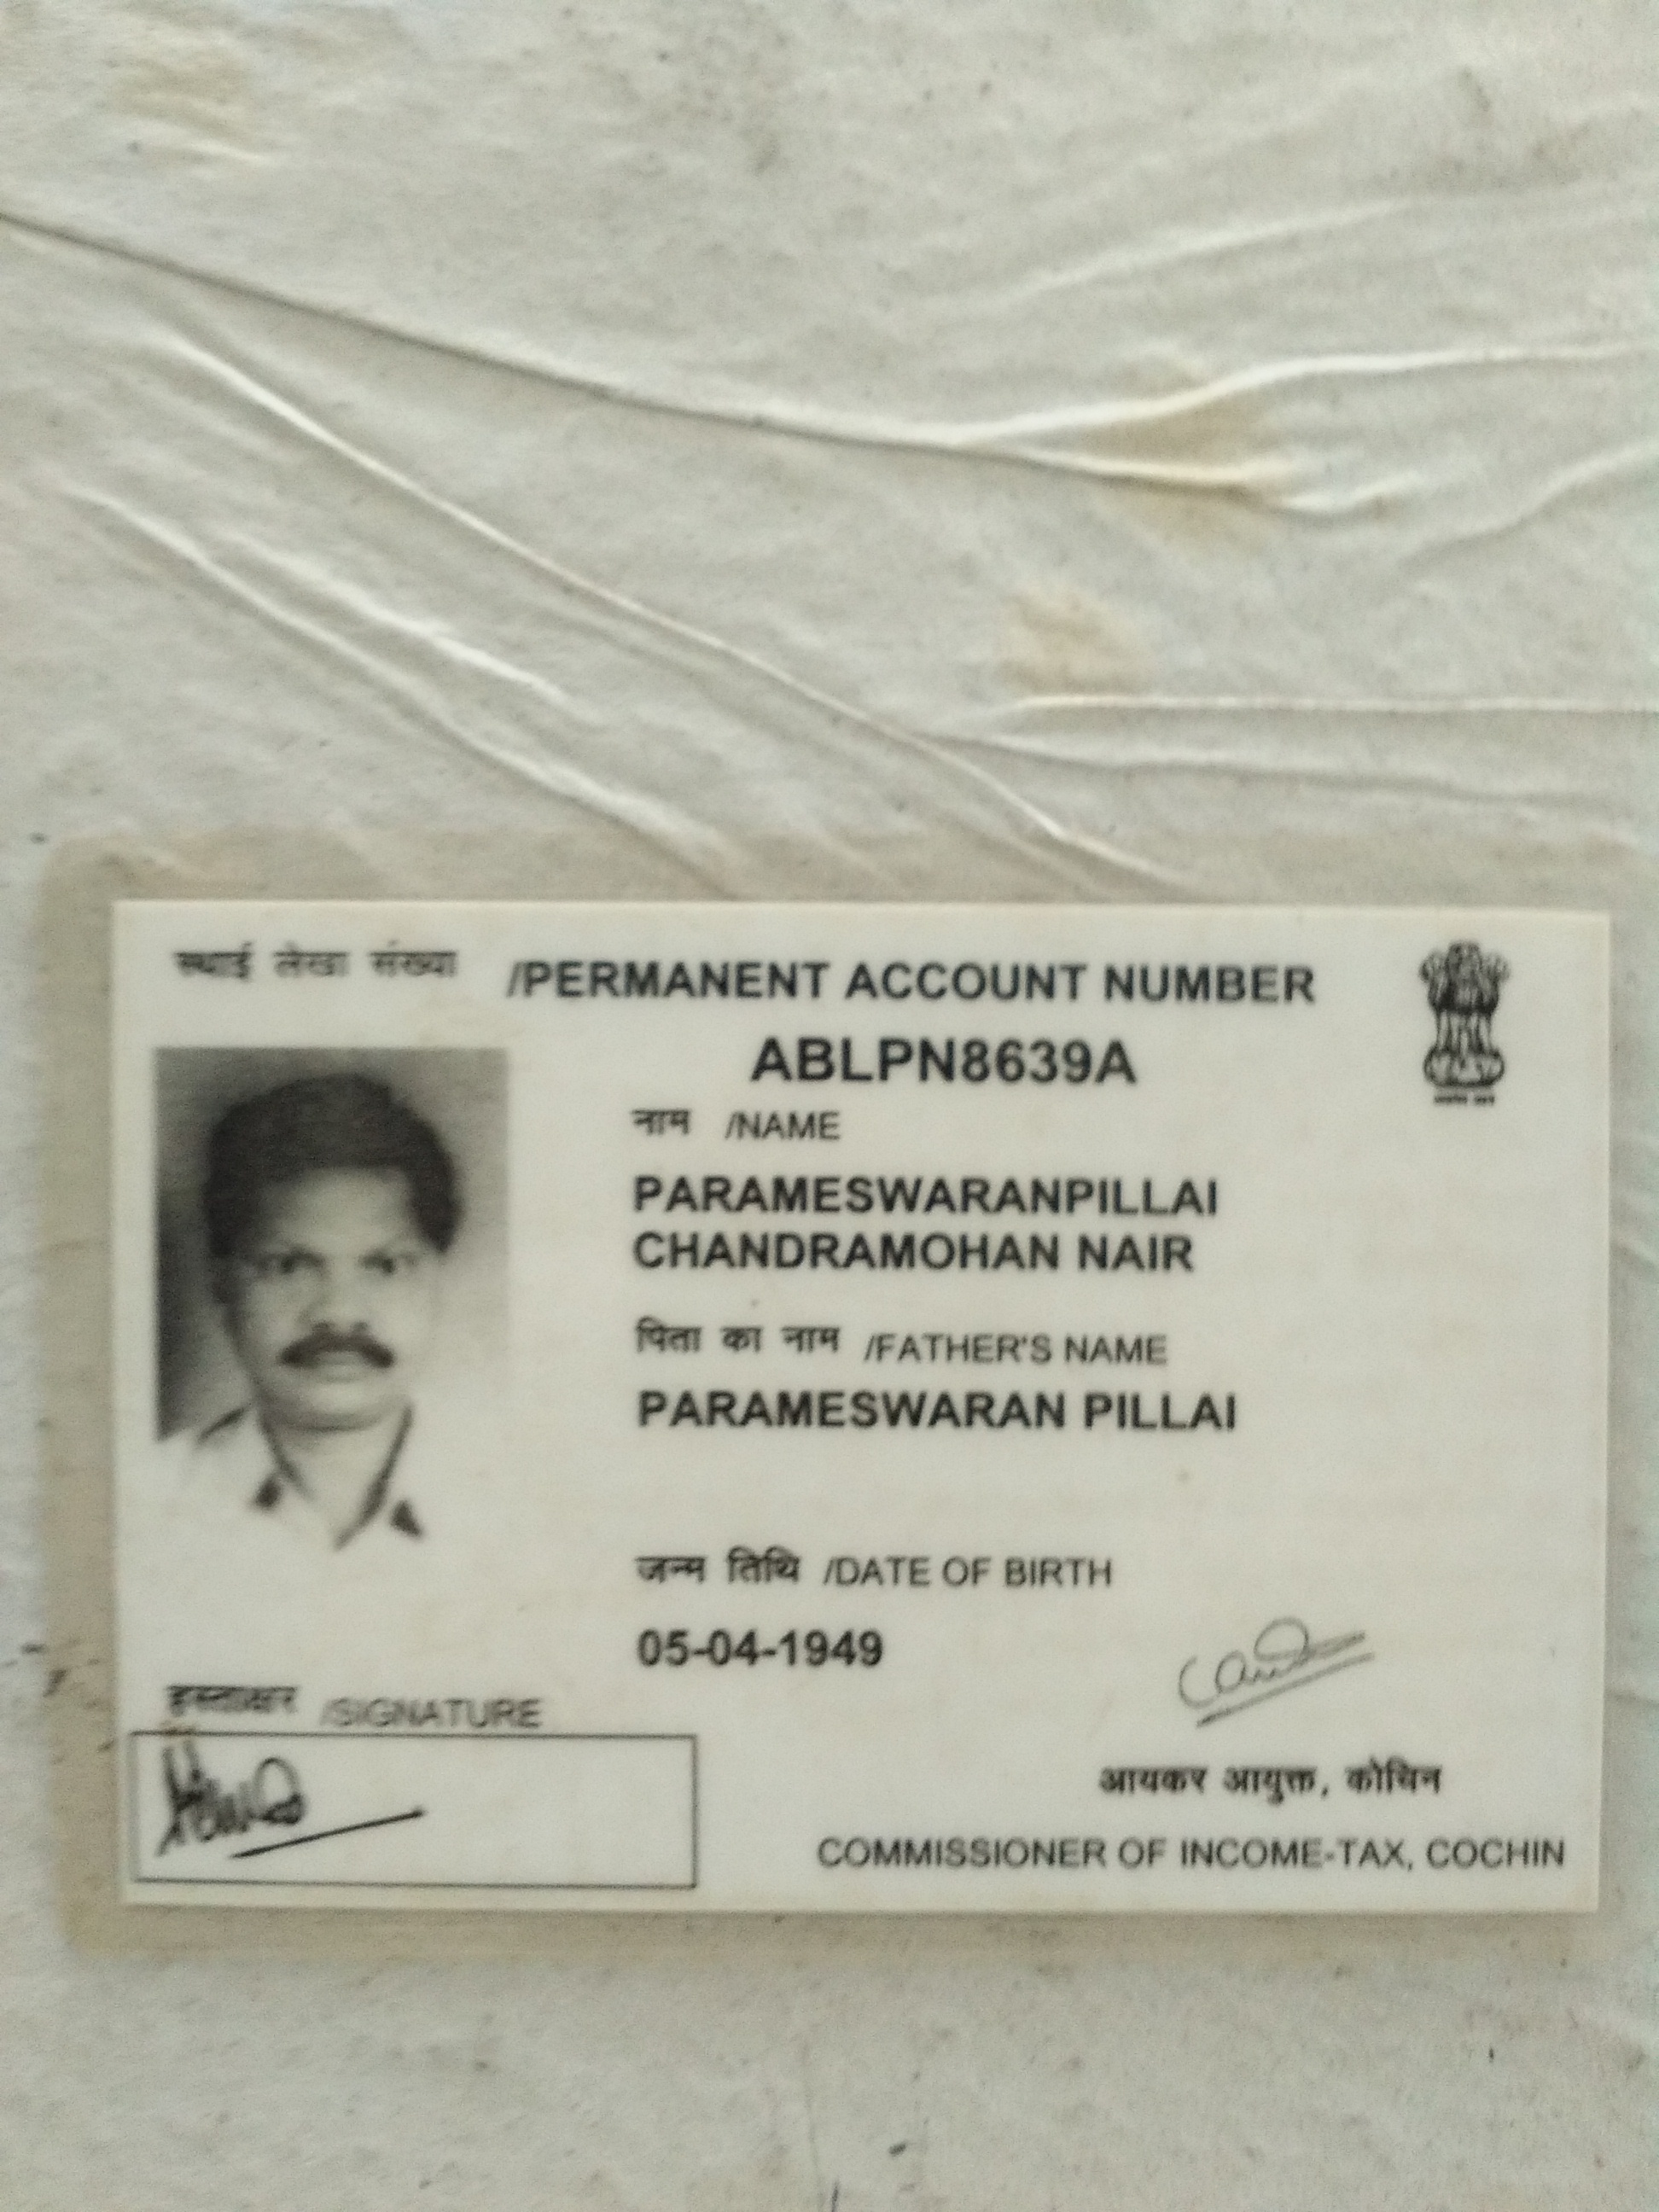 स्थाई लेखा संख्या /PERMANENT ACCOUNT NUMBER
ABLPN8639A
नाम /NAME
PARAMESWARANPILLAI
CHANDRAMOHAN NAIR
पिता का नाम /FATHER'S NAME
PARAMESWARAN PILLAI
जन्म तिथि /DATE OF BIRTH
05-04-1949
हस्ताक्षर /SIGNATURE
आयकर आयुक्त, कोचिन
COMMISSIONER OF INCOME-TAX, COCHIN